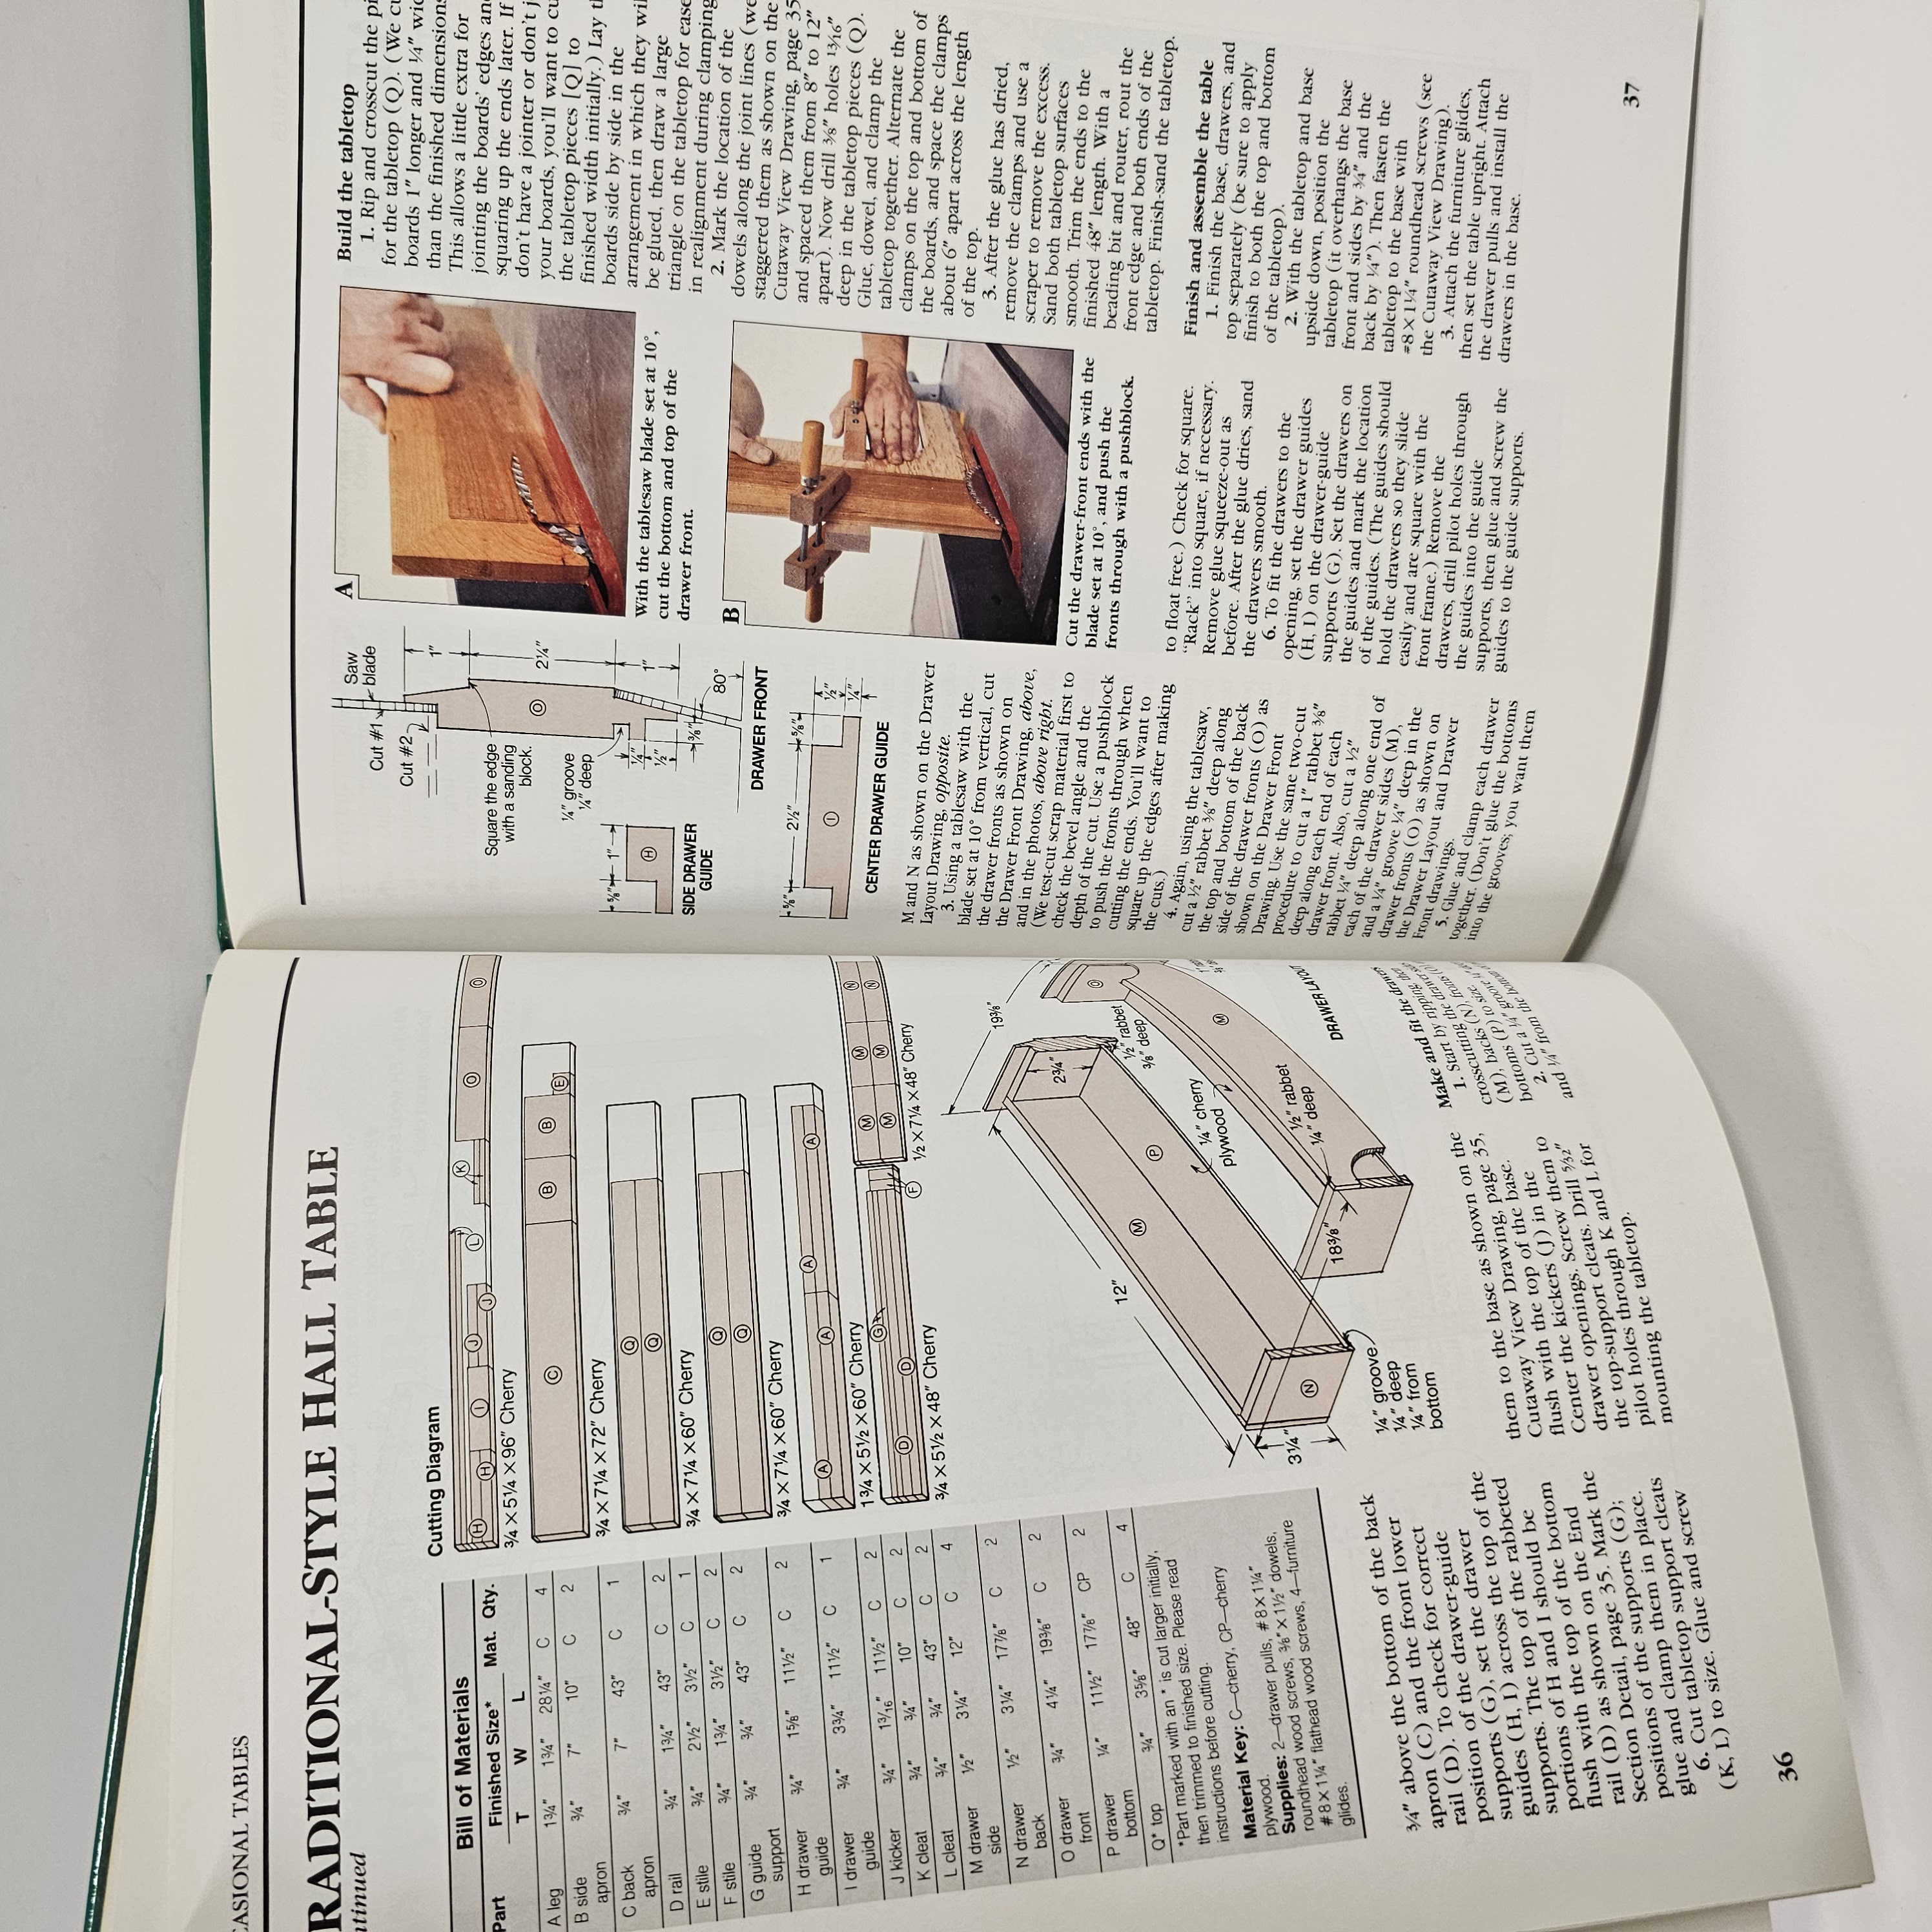 CASIONAL TABLES
RADITIONAL-STYLE HALL TABLE
ntinued
Bill of Materials
Part Finished Size* Mat. Qty.
T W L
A leg 1¾″ 1¾″ 28¼″ C 4
B side apron ¾″ 7″ 10″ C 2
C back apron ¾″ 7″ 43″ C 1
D rail ¾″ 1¾″ 43″ C 2
E stile ¾″ 2½″ 3½″ C 1
F stile ¾″ 1¾″ 3½″ C 2
G guide support ¾″ ¾″ 43″ C 2
H drawer guide ¾″ 1⅝″ 11½″ C 2
I drawer guide ¾″ 3¾″ 11½″ C 1
J kicker ¾″ 1³⁄₁₆″ 11½″ C 2
K cleat ¾″ ¾″ 10″ C 2
L cleat ¾″ ¾″ 43″ C 2
M drawer side ½″ 3¼″ 12″ C 4
N drawer back ½″ 3¼″ 17⅞″ C 2
O drawer front ¾″ 4¼″ 19⅜″ C 2
P drawer bottom ¼″ 11½″ 17⅞″ CP 2
Q* top ¾″ 3⅝″ 48″ C 4
*Part marked with an * is cut larger initially,
then trimmed to finished size. Please read
instructions before cutting.
Material Key: C—cherry, CP—cherry
plywood.
Supplies: 2—drawer pulls, #8×1¼″
roundhead wood screws, ⅜″×1½″ dowels,
#8×1¼″ flathead wood screws, 4—furniture
glides.
Cutting Diagram
H H I J J L K O O
¾×5¼×96″ Cherry
C B B E
¾×7¼×72″ Cherry
Q
Q
¾×7¼×60″ Cherry
Q
Q
¾×7¼×60″ Cherry
A A A A
1¾×5½×60″ Cherry
G D D F
¾×5½×48″ Cherry
M M N
M M N
½×7¼×48″ Cherry
19⅜″
2¾″
12″
M
P
O
½″ rabbet
⅜″ deep
¼″ cherry
plywood
M
3¼″
N
18⅜″
½″ rabbet
¼″ deep
DRAWER LAYOUT
¼″ groove
¼″ deep
¼″ from
bottom
¾″ above the bottom of the back
apron (C) and the front lower
rail (D). To check for correct
position of the drawer-guide
supports (G), set the drawer
guides (H, I) across the top of the
supports. The top of the rabbeted
portions of H and I should be
flush with the top of the bottom
rail (D) as shown on the End
Section Detail, page 35. Mark the
positions of the supports (G);
glue and clamp them in place.
6. Cut tabletop support cleats
(K, L) to size. Glue and screw
them to the base as shown on the
Cutaway View Drawing, page 35,
flush with the top of the base.
Center the kickers (J) in the
drawer openings. Screw them to
the top-support cleats. Drill ⁵⁄₃₂″
pilot holes through K and L for
mounting the tabletop.
Make and fit the drawers
1. Start by ripping, then
crosscutting the drawer sides
(M), backs (N), fronts (O),
bottoms (P) to size.
2. Cut a ¼″ groove ¼″
and ¼″ from the bottom
36
Saw
blade
Cut #1
Cut #2
1″
Square the edge
with a sanding
block.
O
2¼″
¼″ groove
¼″ deep
¼″
½″
1″
⅜″
80°
DRAWER FRONT
⅝″ 1″
H
SIDE DRAWER
GUIDE
⅝″ 2½″ ⅝″
I
½″
¼″
CENTER DRAWER GUIDE
M and N as shown on the Drawer
Layout Drawing, opposite.
3. Using a tablesaw with the
blade set at 10° from vertical, cut
the drawer fronts as shown on
the Drawer Front Drawing, above,
and in the photos, above right.
(We test-cut scrap material first to
check the bevel angle and the
depth of the cut. Use a pushblock
to push the fronts through when
cutting the ends. You'll want to
square up the edges after making
the cuts.)
4. Again, using the tablesaw,
cut a ½″ rabbet ⅜″ deep along
the top and bottom of the back
side of the drawer fronts (O) as
shown on the Drawer Front
Drawing. Use the same two-cut
procedure to cut a 1″ rabbet ⅜″
deep along each end of each
drawer front. Also, cut a ½″
rabbet ¼″ deep along one end of
each of the drawer sides (M),
and a ¼″ groove ¼″ deep in the
drawer fronts (O) as shown on
the Drawer Layout and Drawer
Front drawings.
5. Glue and clamp each drawer
together. (Don't glue the bottoms
into the grooves; you want them
A
With the tablesaw blade set at 10°,
cut the bottom and top of the
drawer front.
B
Cut the drawer-front ends with the
blade set at 10°, and push the
fronts through with a pushblock.
to float free.) Check for square.
"Rack" into square, if necessary.
Remove glue squeeze-out as
before. After the glue dries, sand
the drawers smooth.
6. To fit the drawers to the
opening, set the drawer guides
(H, I) on the drawer-guide
supports (G). Set the drawers on
the guides and mark the location
of the guides. (The guides should
hold the drawers so they slide
easily and are square with the
front frame.) Remove the
drawers, drill pilot holes through
the guides into the guide
supports, then glue and screw the
guides to the guide supports.
Build the tabletop
1. Rip and crosscut the pi
for the tabletop (Q). (We cu
boards 1″ longer and ¼″ wid
than the finished dimensions
This allows a little extra for
jointing the boards' edges an
squaring up the ends later. If
don't have a jointer or don't j
your boards, you'll want to cu
the tabletop pieces [Q] to
finished width initially.) Lay th
boards side by side in the
arrangement in which they wil
be glued, then draw a large
triangle on the tabletop for ease
in realignment during clamping
2. Mark the location of the
dowels along the joint lines (we
staggered them as shown on the
Cutaway View Drawing, page 35
and spaced them from 8″ to 12″
apart). Now drill ⅜″ holes ¹³⁄₁₆″
deep in the tabletop pieces (Q).
Glue, dowel, and clamp the
tabletop together. Alternate the
clamps on the top and bottom of
the boards, and space the clamps
about 6″ apart across the length
of the top.
3. After the glue has dried,
remove the clamps and use a
scraper to remove the excess.
Sand both tabletop surfaces
smooth. Trim the ends to the
finished 48″ length. With a
beading bit and router, rout the
front edge and both ends of the
tabletop. Finish-sand the tabletop.
Finish and assemble the table
1. Finish the base, drawers, and
top separately (be sure to apply
finish to both the top and bottom
of the tabletop).
2. With the tabletop and base
upside down, position the
tabletop (it overhangs the base
front and sides by ¾″ and the
back by ¼″). Then fasten the
tabletop to the base with
#8×1¼″ roundhead screws (see
the Cutaway View Drawing).
3. Attach the furniture glides,
then set the table upright. Attach
the drawer pulls and install the
drawers in the base.
37